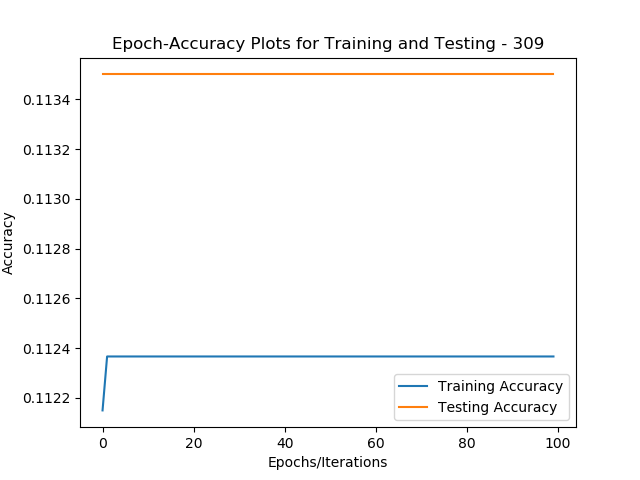 Epoch-Accuracy Plots for Training and Testing - 309
Accuracy
0.1134
0.1132
0.1130
0.1128
0.1126
0.1124
0.1122
Training Accuracy
Testing Accuracy
0 20 40 60 80 100
Epochs/Iterations